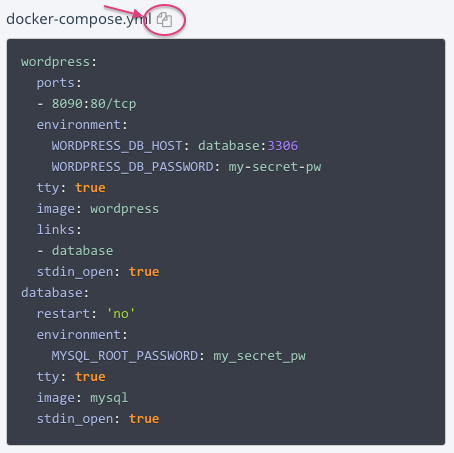 docker-compose.yml
wordpress:
  ports:
  - 8090:80/tcp
  environment:
    WORDPRESS_DB_HOST: database:3306
    WORDPRESS_DB_PASSWORD: my-secret-pw
  tty: true
  image: wordpress
  links:
  - database
  stdin_open: true
database:
  restart: 'no'
  environment:
    MYSQL_ROOT_PASSWORD: my_secret_pw
  tty: true
  image: mysql
  stdin_open: true